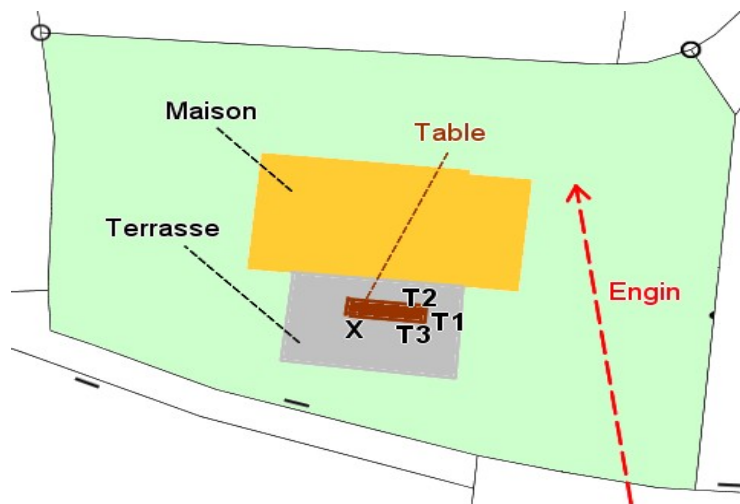 Maison
Table
Terrasse
Engin
T2
T1
X
T3